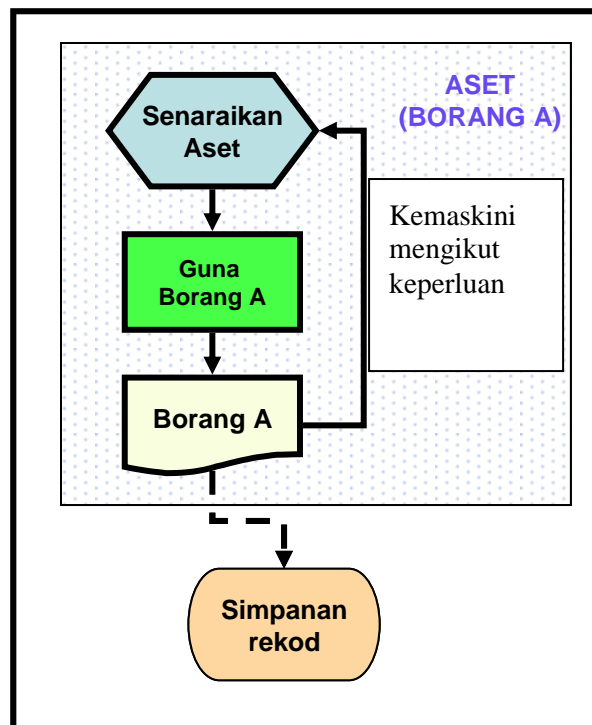 ASET
(BORANG A)
Senaraikan
Aset
Kemaskini
mengikut
keperluan
Guna
Borang A
Borang A
Simpanan
rekod